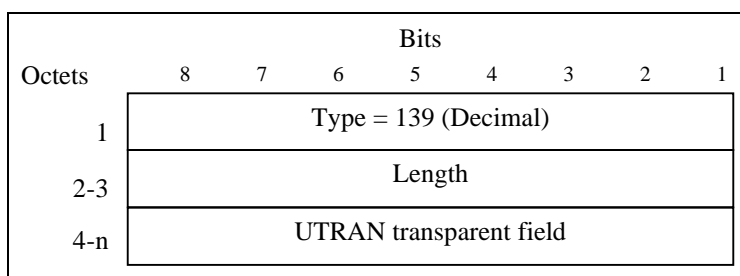 Bits
Octets 8 7 6 5 4 3 2 1
1 Type = 139 (Decimal)
2-3 Length
4-n UTRAN transparent field